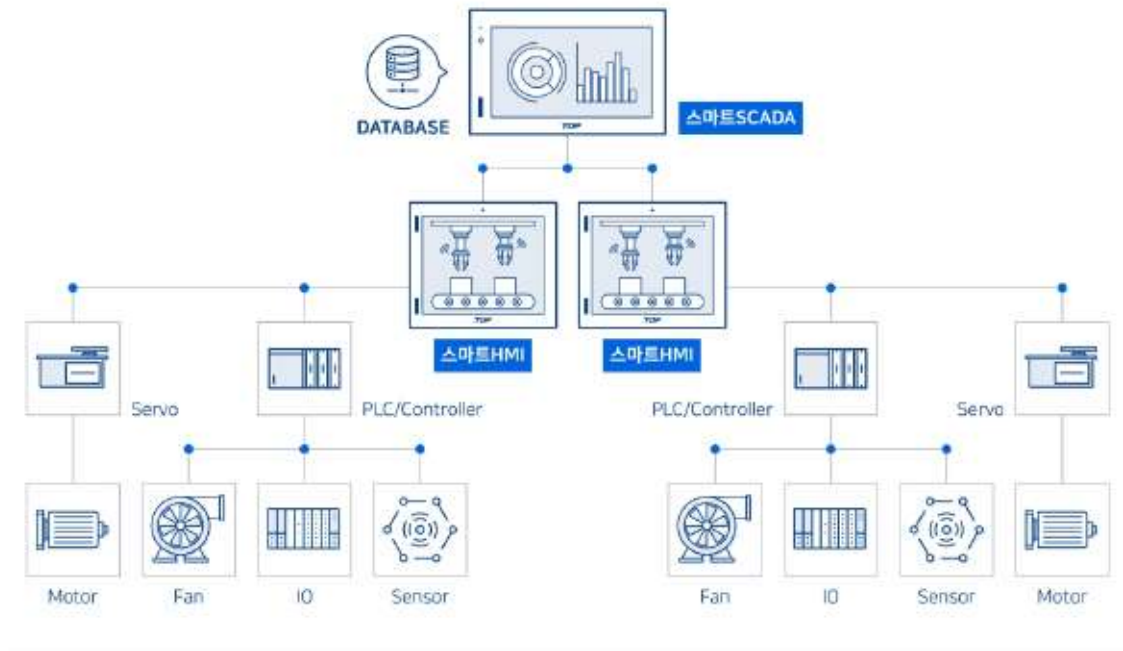 TOP
DATABASE
스마트SCADA
TOP
TOP
스마트HMI
스마트HMI
Servo
PLC/Controller
PLC/Controller
Servo
Motor
Fan
IO
Sensor
Fan
IO
Sensor
Motor